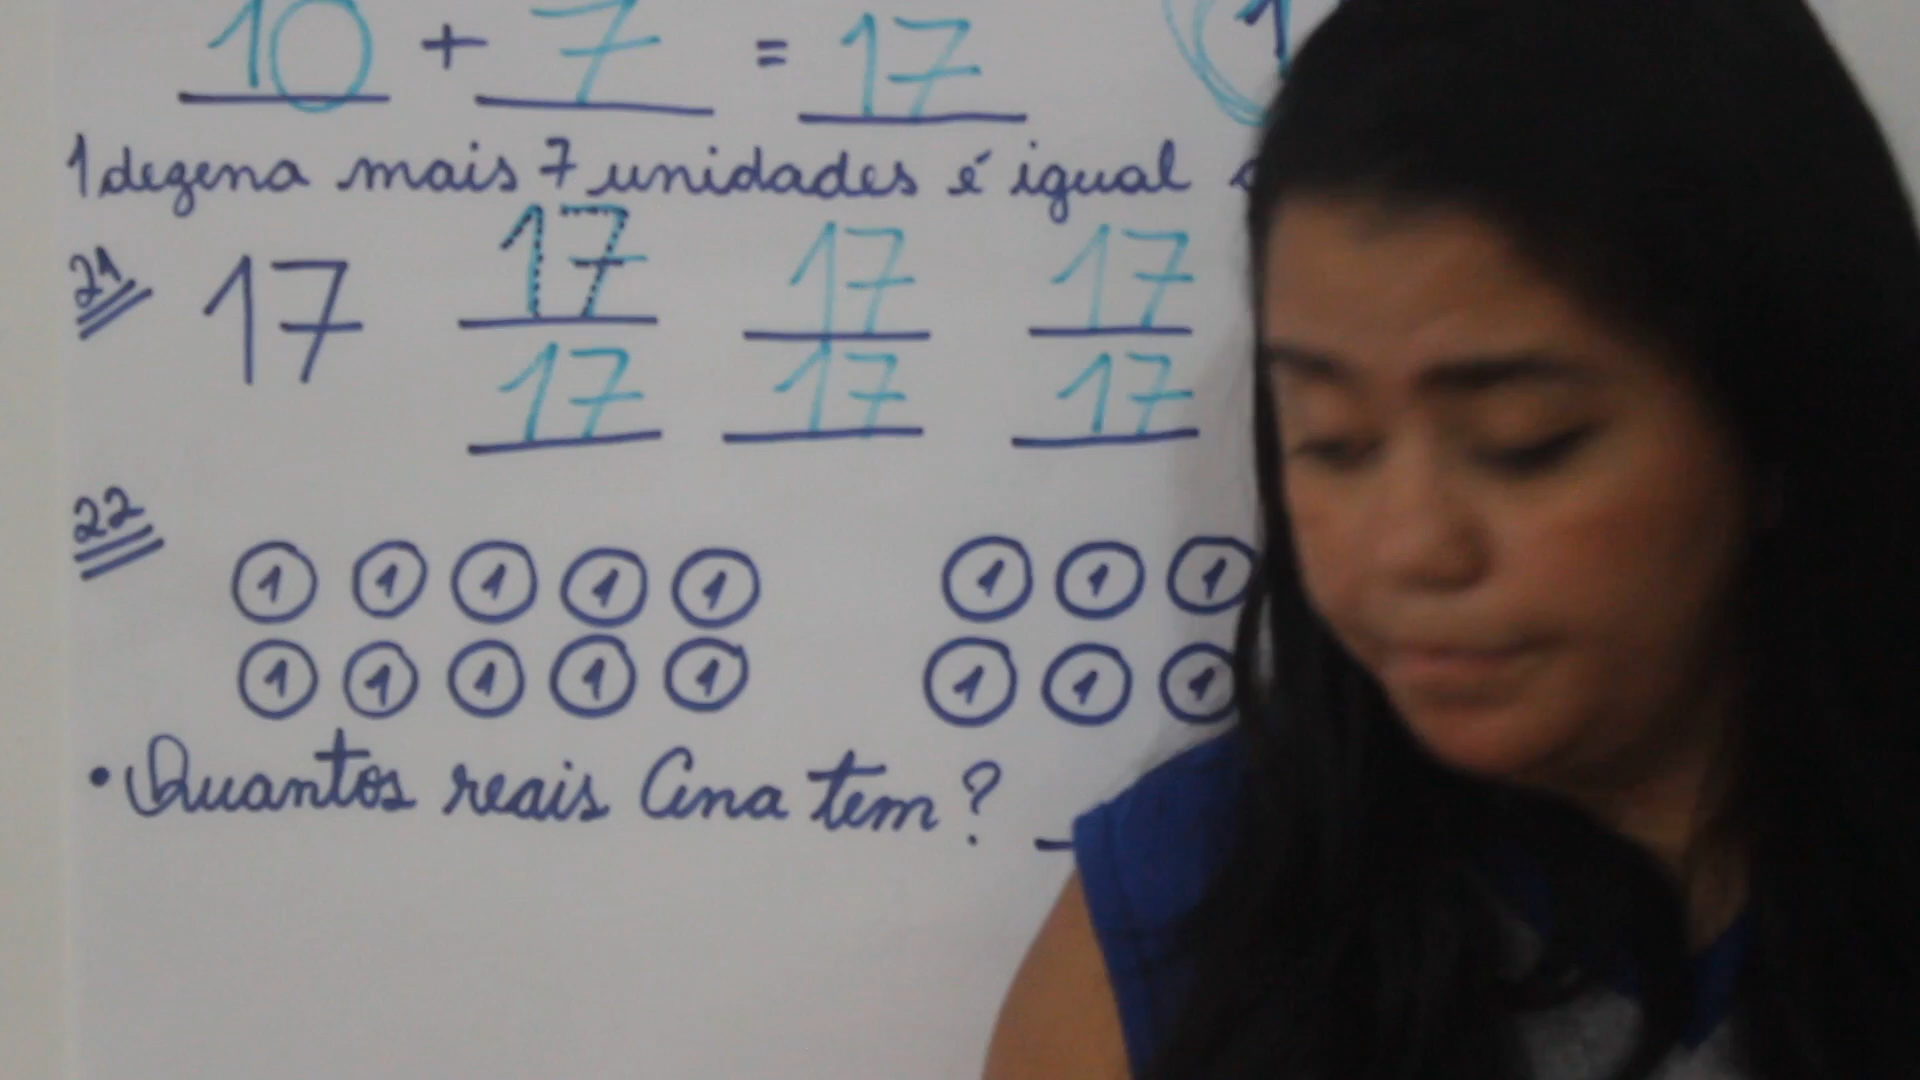 10 + 7 = 17 1
1 dezena mais 7 unidades é igual
21 17 17 17 17
17 17 17
22
1 1 1 1 1 1 1 1
1 1 1 1 1 1 1 1
• Quantos reais Ana tem?